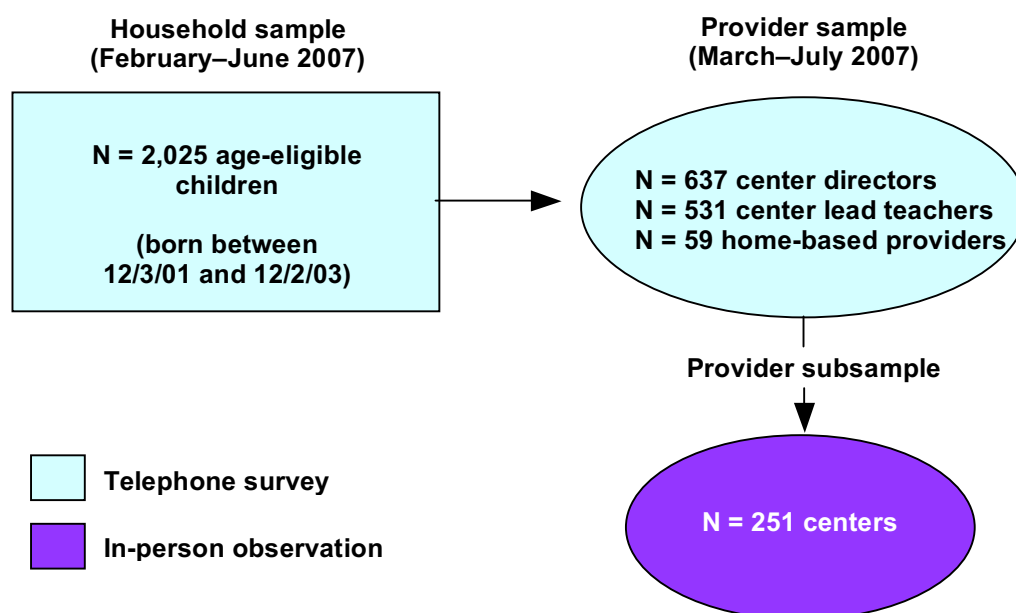 Household sample
(February–June 2007)
Provider sample
(March–July 2007)
N = 2,025 age-eligible
children
(born between
12/3/01 and 12/2/03)
N = 637 center directors
N = 531 center lead teachers
N = 59 home-based providers
Provider subsample
N = 251 centers
Telephone survey
In-person observation